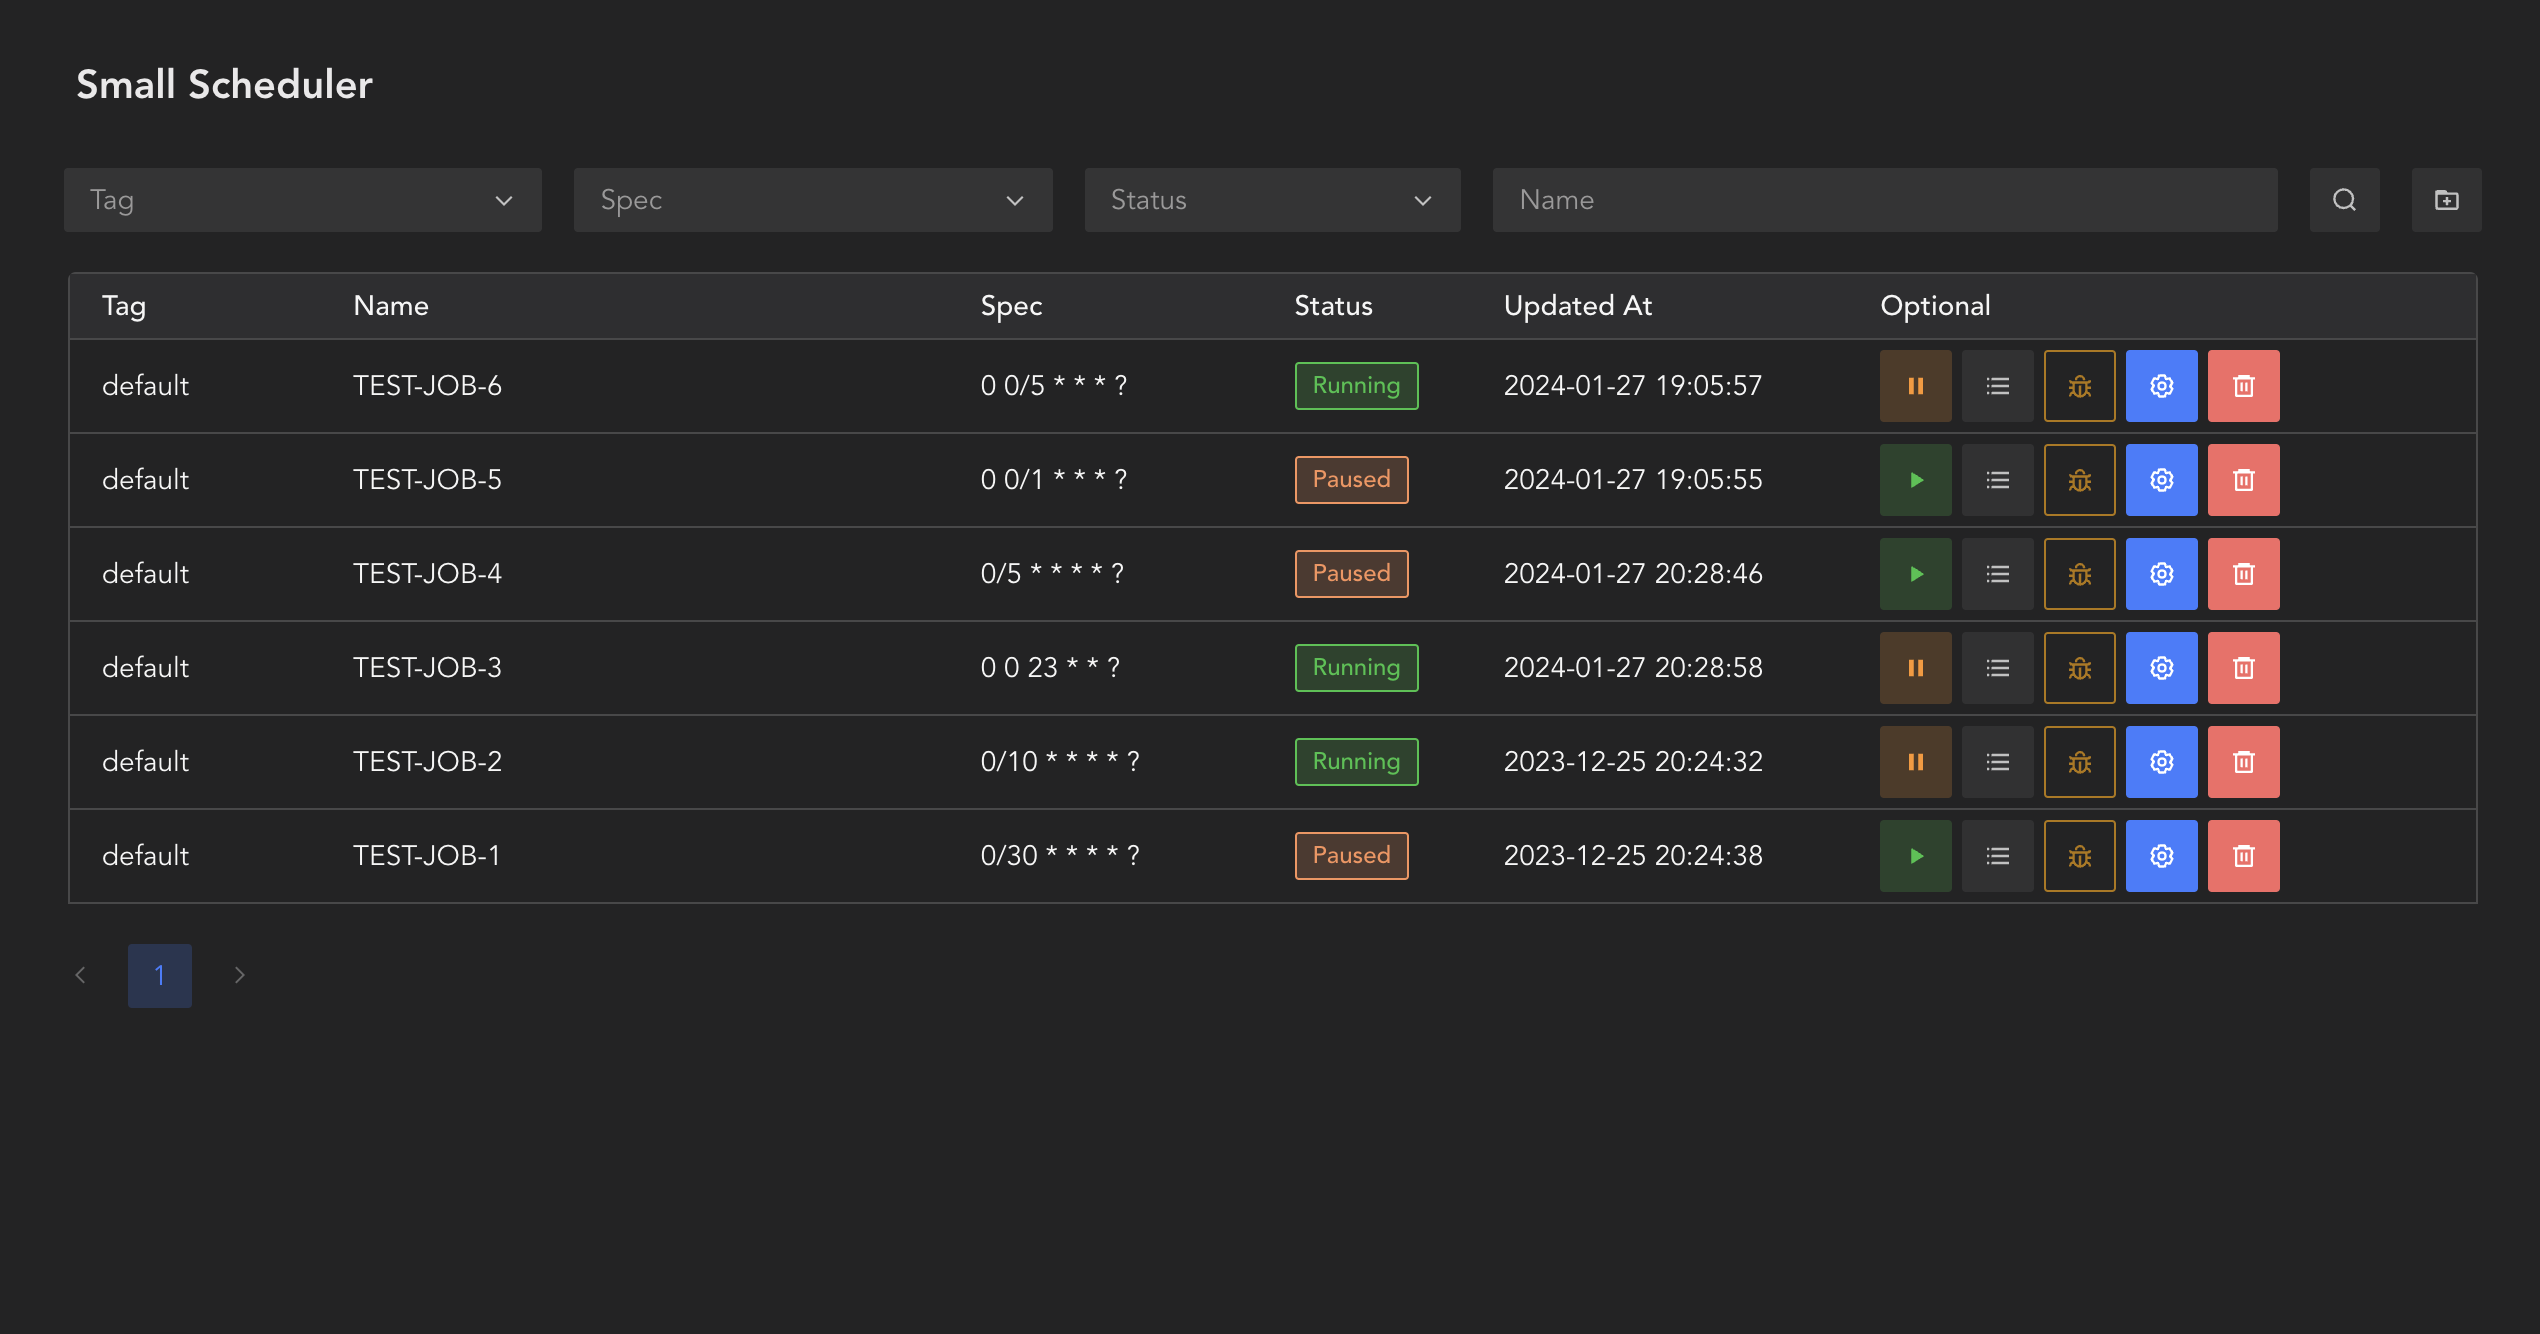 Small Scheduler
Tag Spec Status Name
Tag Name Spec Status Updated At Optional
default TEST-JOB-6 0 0/5 * * * ? Running 2024-01-27 19:05:57
default TEST-JOB-5 0 0/1 * * * ? Paused 2024-01-27 19:05:55
default TEST-JOB-4 0/5 * * * * ? Paused 2024-01-27 20:28:46
default TEST-JOB-3 0 0 23 * * ? Running 2024-01-27 20:28:58
default TEST-JOB-2 0/10 * * * * ? Running 2023-12-25 20:24:32
default TEST-JOB-1 0/30 * * * * ? Paused 2023-12-25 20:24:38
1